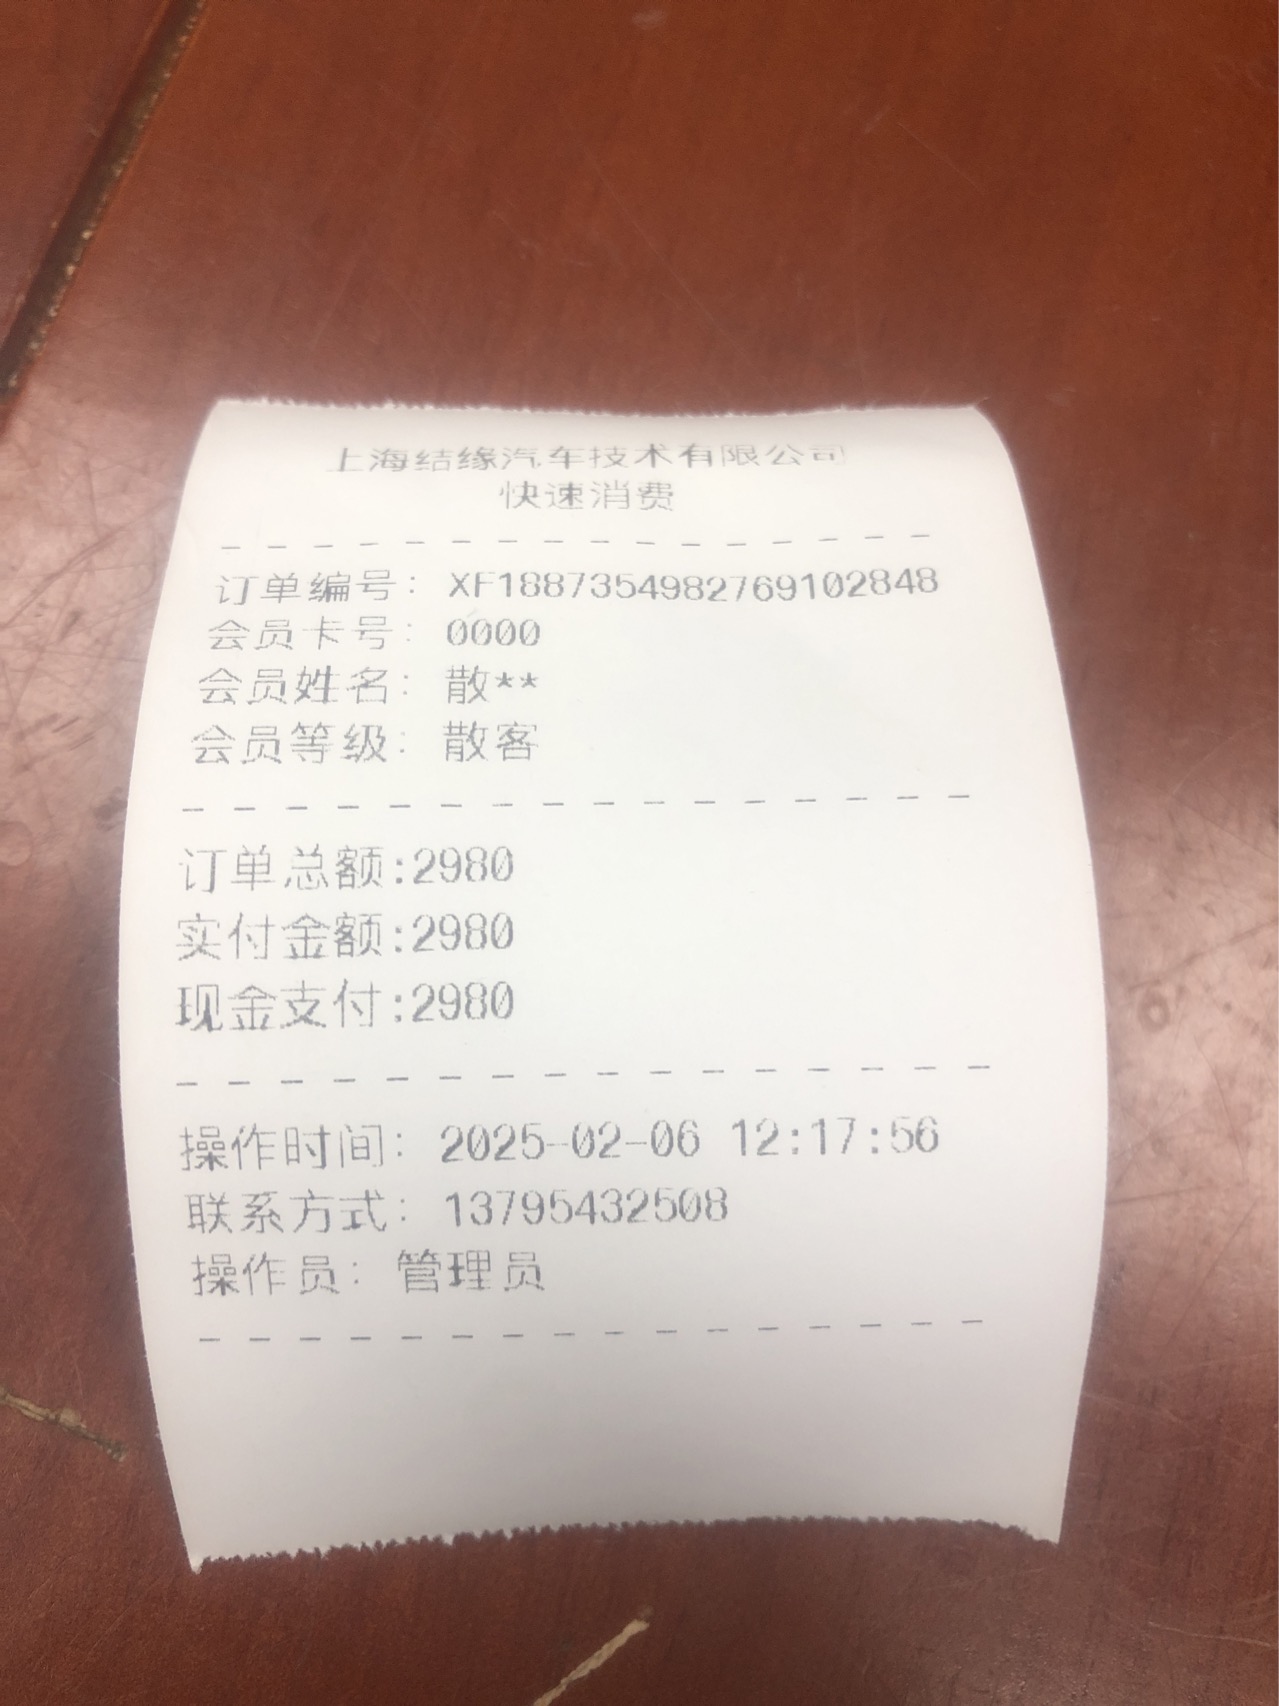 上海结缘汽车技术有限公司
快速消费
订单编号: XF1887354982769102848
会员卡号: 0000
会员姓名: 散**
会员等级: 散客
订单总额:2980
实付金额:2980
现金支付:2980
操作时间: 2025-02-06 12:17:56
联系方式: 13795432508
操作员: 管理员